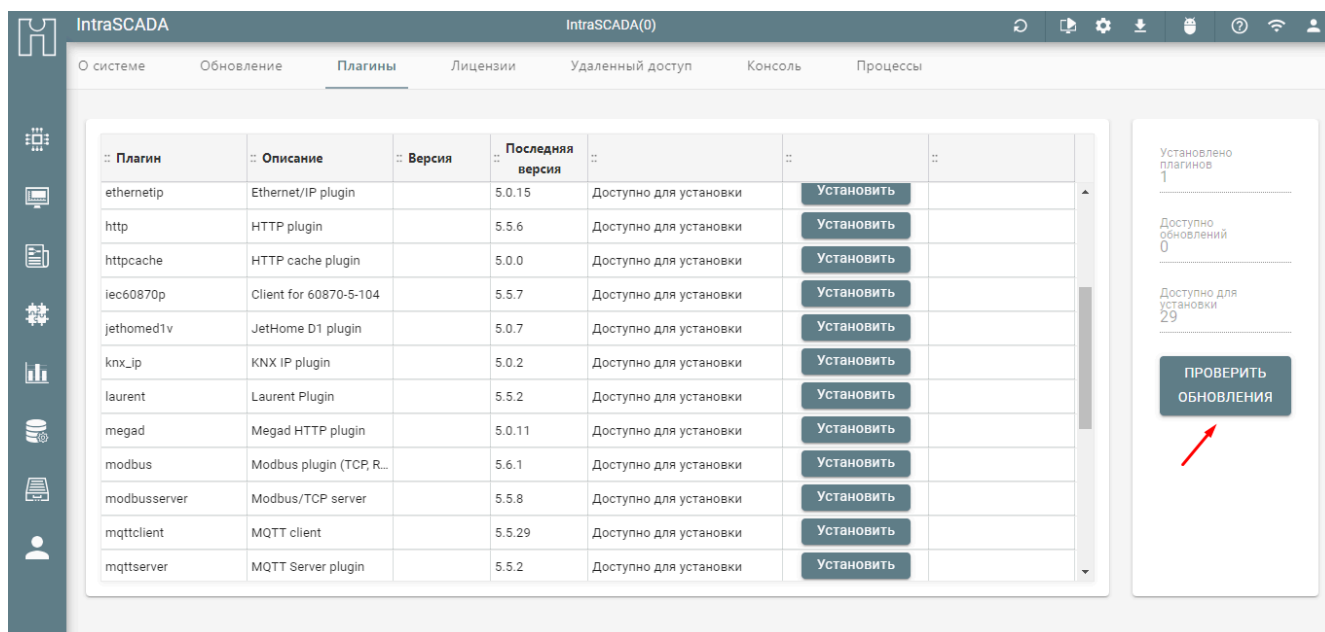 IntraSCADA
IntraSCADA(0)
О системе Обновление Плагины Лицензии Удаленный доступ Консоль Процессы
Плагин Описание Версия Последняя
версия
ethernetip Ethernet/IP plugin 5.0.15 Доступно для установки Установить
http HTTP plugin 5.5.6 Доступно для установки Установить
httpcache HTTP cache plugin 5.0.0 Доступно для установки Установить
iec60870p Client for 60870-5-104 5.5.7 Доступно для установки Установить
jethomed1v JetHome D1 plugin 5.0.7 Доступно для установки Установить
knx_ip KNX IP plugin 5.0.2 Доступно для установки Установить
laurent Laurent Plugin 5.5.2 Доступно для установки Установить
megad Megad HTTP plugin 5.0.11 Доступно для установки Установить
modbus Modbus plugin (TCP, R... 5.6.1 Доступно для установки Установить
modbusserver Modbus/TCP server 5.5.8 Доступно для установки Установить
mqttclient MQTT client 5.5.29 Доступно для установки Установить
mqttserver MQTT Server plugin 5.5.2 Доступно для установки Установить
Установлено
плагинов
1
Доступно
обновлений
0
Доступно для
установки
29
ПРОВЕРИТЬ
ОБНОВЛЕНИЯ